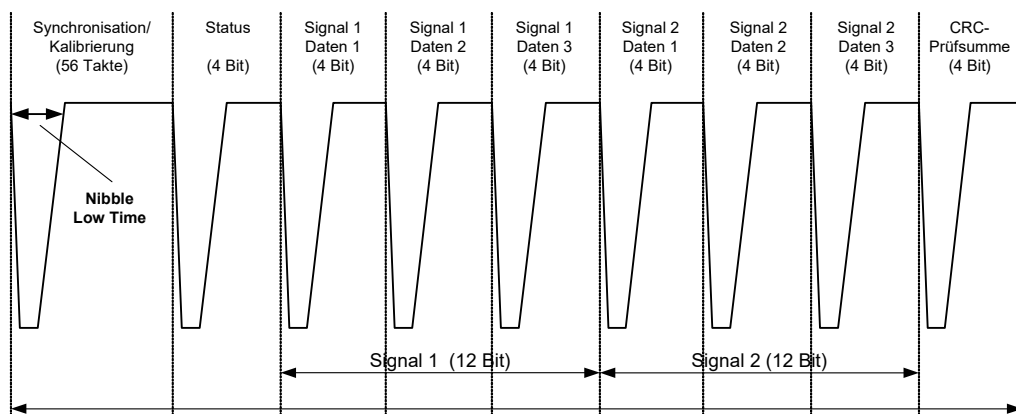 Synchronisation/
Kalibrierung
(56 Takte)
Status
(4 Bit)
Signal 1
Daten 1
(4 Bit)
Signal 1
Daten 2
(4 Bit)
Signal 1
Daten 3
(4 Bit)
Signal 2
Daten 1
(4 Bit)
Signal 2
Daten 2
(4 Bit)
Signal 2
Daten 3
(4 Bit)
CRC-
Prüfsumme
(4 Bit)
Nibble
Low Time
Signal 1 (12 Bit)
Signal 2 (12 Bit)